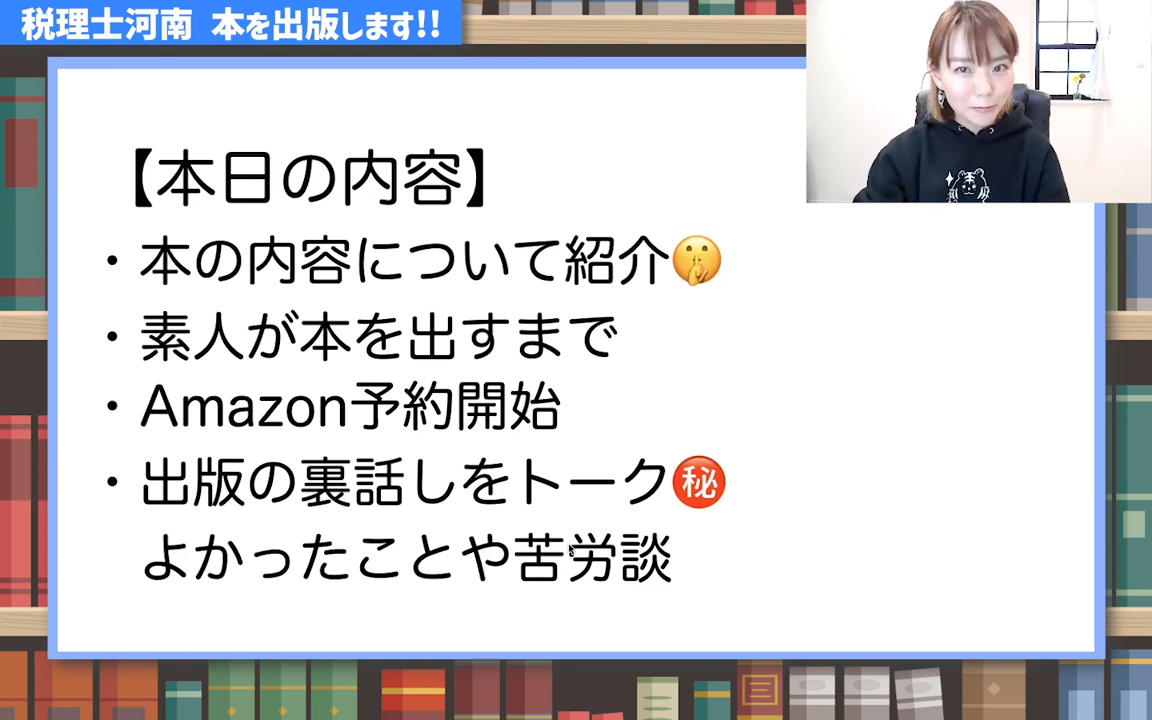 税理士河南 本を出版します!!
【本日の内容】
・本の内容について紹介🤫
・素人が本を出すまで
・Amazon予約開始
・出版の裏話しをトーク㊙
よかったことや苦労談